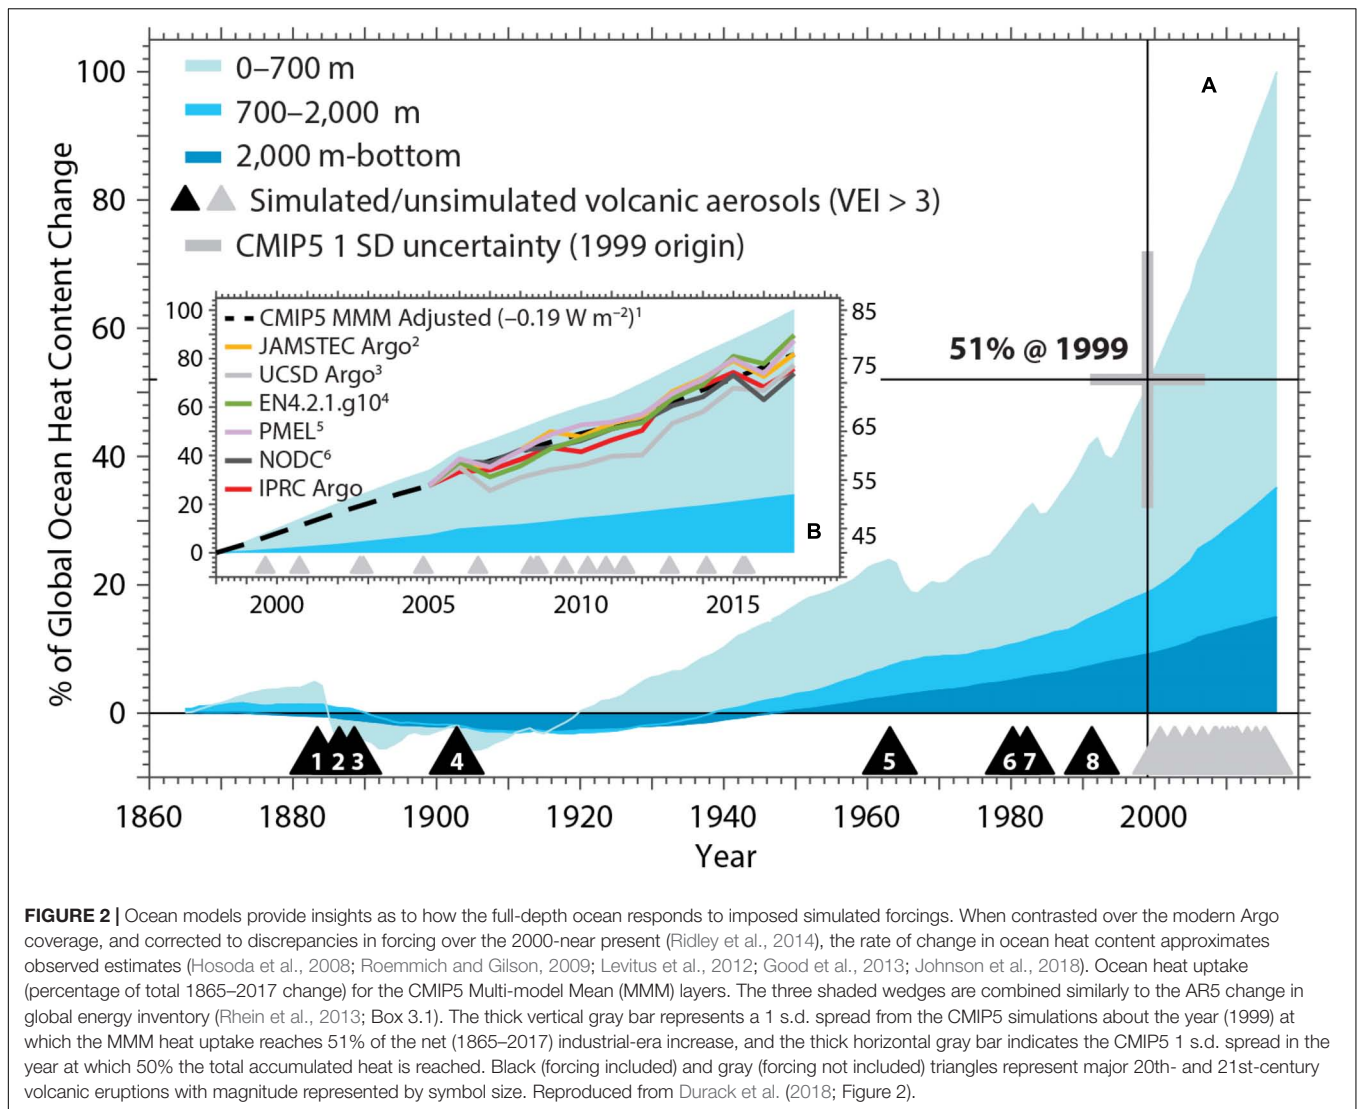 % of Global Ocean Heat Content Change
100
80
60
40
20
0
0–700 m
700–2,000 m
2,000 m-bottom
Simulated/unsimulated volcanic aerosols (VEI > 3)
CMIP5 1 SD uncertainty (1999 origin)
A
51% @ 1999
100
80
60
40
20
0
CMIP5 MMM Adjusted (–0.19 W m⁻²)¹
JAMSTEC Argo²
UCSD Argo³
EN4.2.1.g10⁴
PMEL⁵
NODC⁶
IPRC Argo
B
85
75
65
55
45
2000 2005 2010 2015
1 2 3 4 5 6 7 8
1860 1880 1900 1920 1940 1960 1980 2000
Year
FIGURE 2 | Ocean models provide insights as to how the full-depth ocean responds to imposed simulated forcings. When contrasted over the modern Argo
coverage, and corrected to discrepancies in forcing over the 2000-near present (Ridley et al., 2014), the rate of change in ocean heat content approximates
observed estimates (Hosoda et al., 2008; Roemmich and Gilson, 2009; Levitus et al., 2012; Good et al., 2013; Johnson et al., 2018). Ocean heat uptake
(percentage of total 1865–2017 change) for the CMIP5 Multi-model Mean (MMM) layers. The three shaded wedges are combined similarly to the AR5 change in
global energy inventory (Rhein et al., 2013; Box 3.1). The thick vertical gray bar represents a 1 s.d. spread from the CMIP5 simulations about the year (1999) at
which the MMM heat uptake reaches 51% of the net (1865–2017) industrial-era increase, and the thick horizontal gray bar indicates the CMIP5 1 s.d. spread in the
year at which 50% the total accumulated heat is reached. Black (forcing included) and gray (forcing not included) triangles represent major 20th- and 21st-century
volcanic eruptions with magnitude represented by symbol size. Reproduced from Durack et al. (2018; Figure 2).